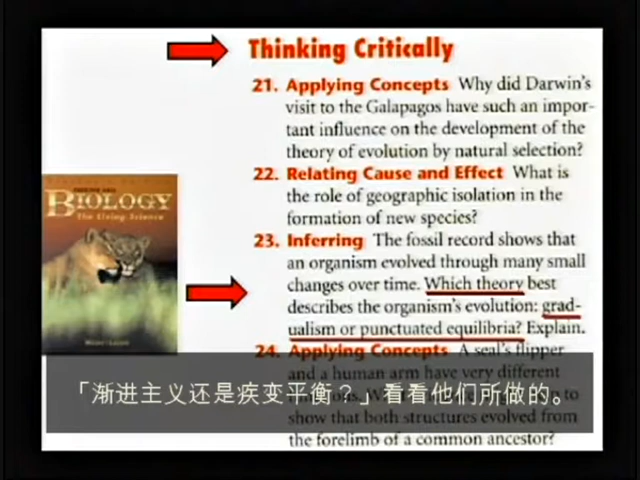 Thinking Critically
21. Applying Concepts Why did Darwin's
visit to the Galapagos have such an impor-
tant influence on the development of the
theory of evolution by natural selection?
22. Relating Cause and Effect What is
the role of geographic isolation in the
formation of new species?
23. Inferring The fossil record shows that
an organism evolved through many small
changes over time. Which theory best
describes the organism's evolution: grad-
ualism or punctuated equilibria? Explain.
24. Applying Concepts A seal's flipper
and a human arm have very different
to
show that both structures evolved from
the forelimb of a common ancestor?
BIOLOGY
The Living Science
「渐进主义还是疾变平衡？」看看他们所做的。